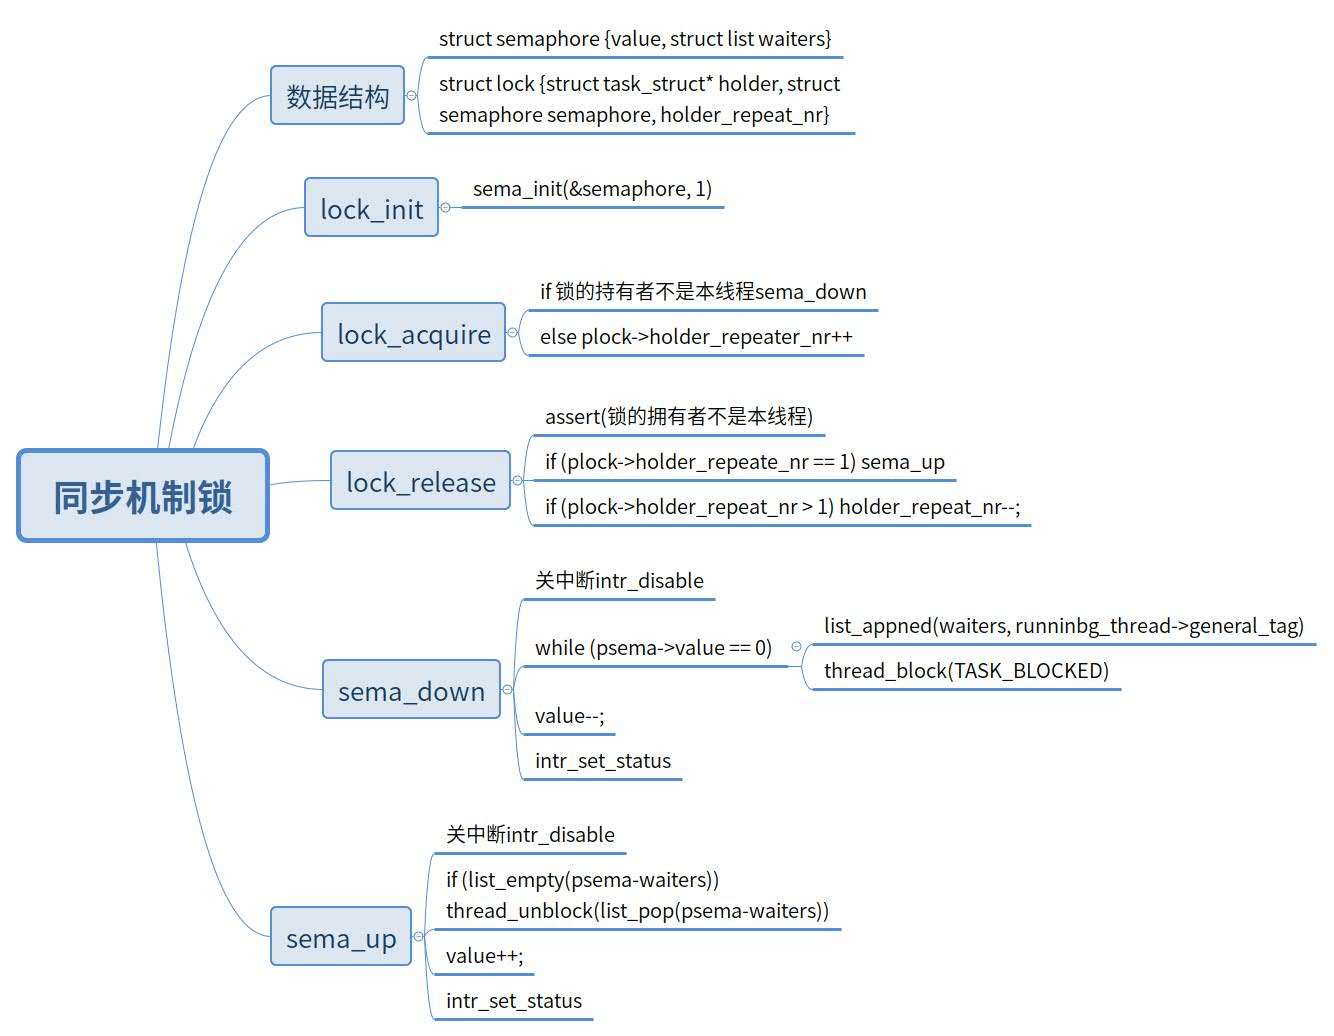 同步机制锁
数据结构
struct semaphore {value, struct list waiters}
struct lock {struct task_struct* holder, struct
semaphore semaphore, holder_repeat_nr}
lock_init
sema_init(&semaphore, 1)
lock_acquire
if 锁的持有者不是本线程sema_down
else plock->holder_repeater_nr++
lock_release
assert(锁的拥有者不是本线程)
if (plock->holder_repeate_nr == 1) sema_up
if (plock->holder_repeat_nr > 1) holder_repeat_nr--;
sema_down
关中断intr_disable
while (psema->value == 0)
list_appned(waiters, runninbg_thread->general_tag)
thread_block(TASK_BLOCKED)
value--;
intr_set_status
sema_up
关中断intr_disable
if (list_empty(psema-waiters))
thread_unblock(list_pop(psema-waiters))
value++;
intr_set_status